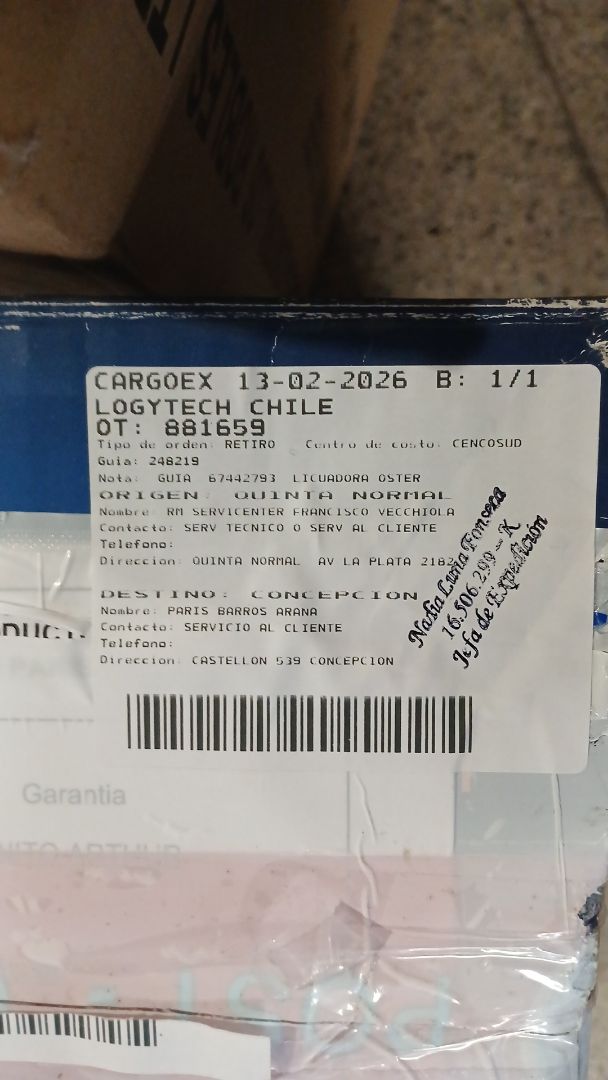 CARGOEX 13-02-2026 B: 1/1
LOGYTECH CHILE
OT: 881659
Tipo de orden: RETIRO Centro de costo: CENCOSUD
Guia: 248219
Nota: GUIA 67442793 LICUADORA OSTER
ORIGEN: QUINTA NORMAL
Nombre: RM SERVICENTER FRANCISCO VECCHIOLA
Contacto: SERV TECNICO O SERV AL CLIENTE
Telefono:
Direccion: QUINTA NORMAL AV LA PLATA 2182
DESTINO: CONCEPCION
Nombre: PARIS BARROS ARANA
Contacto: SERVICIO AL CLIENTE
Telefono:
Direccion: CASTELLON 539 CONCEPCION
Nadia Luna Fonseca
16.506.299 - K
Jefa de Expedición
Garantia